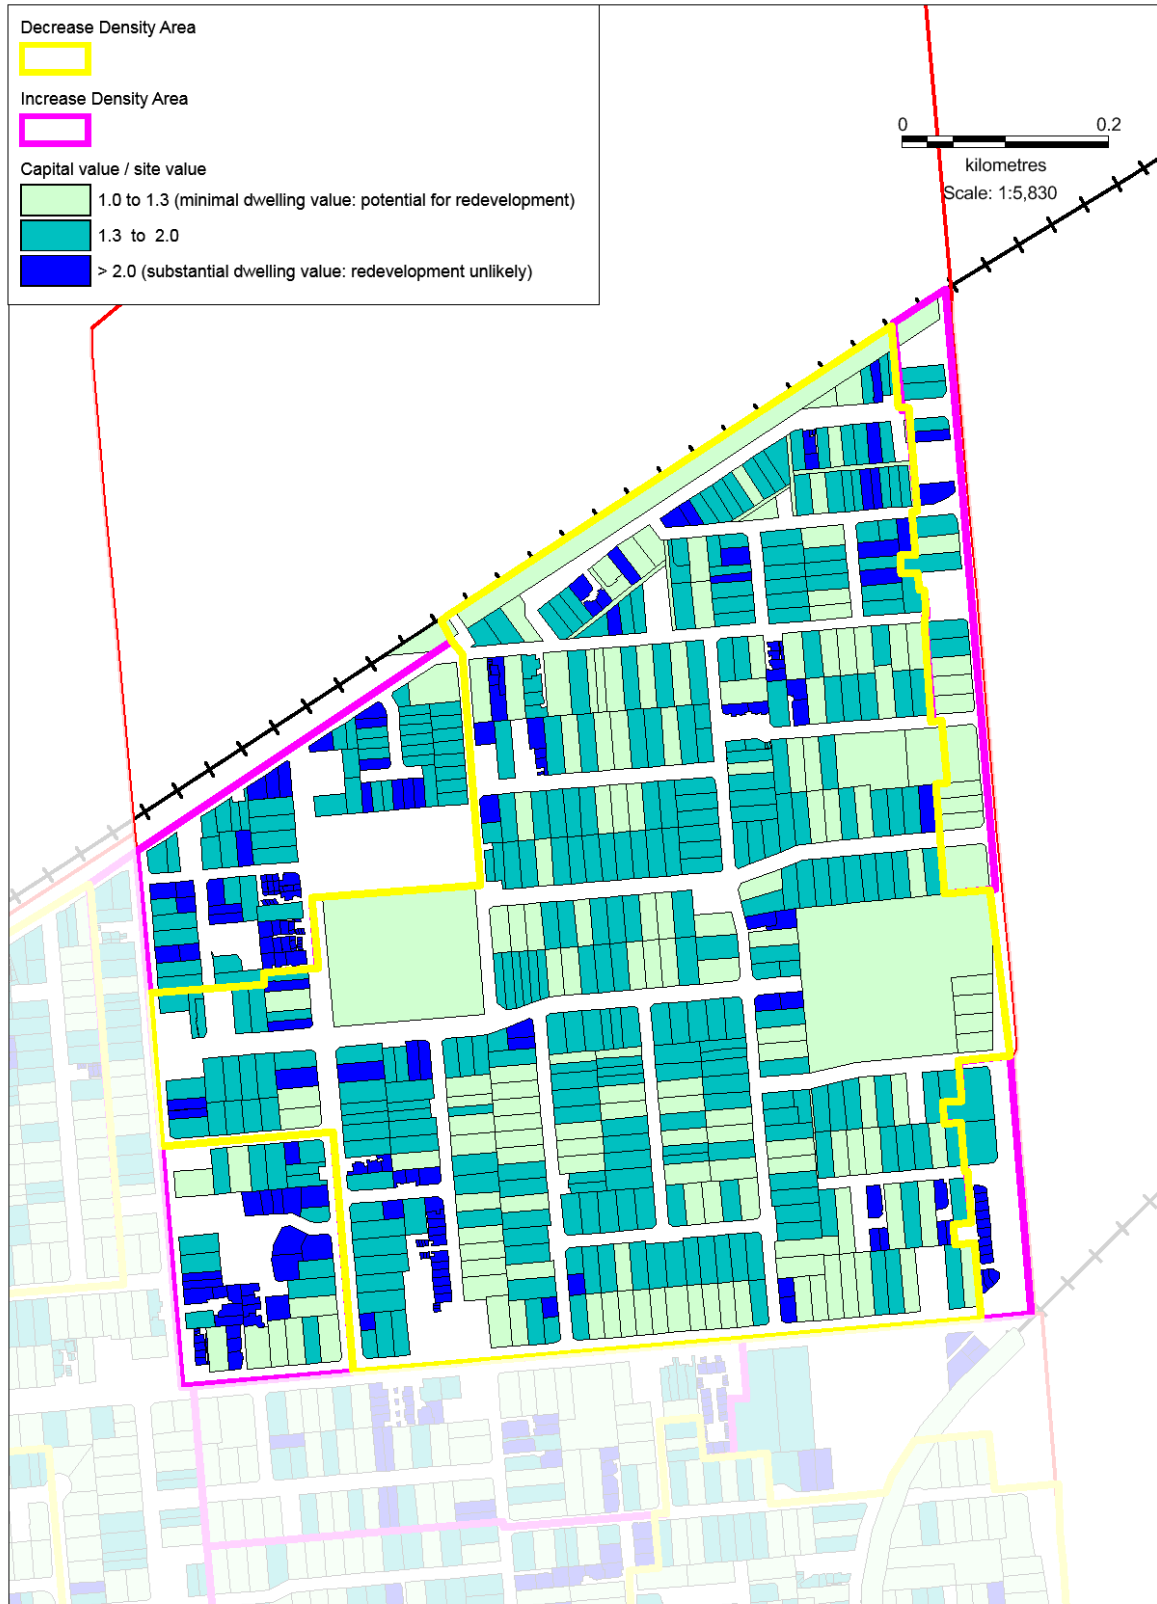 Decrease Density Area
Increase Density Area
Capital value / site value
1.0 to 1.3 (minimal dwelling value: potential for redevelopment)
1.3 to 2.0
> 2.0 (substantial dwelling value: redevelopment unlikely)
0 0.2
kilometres
Scale: 1:5,830